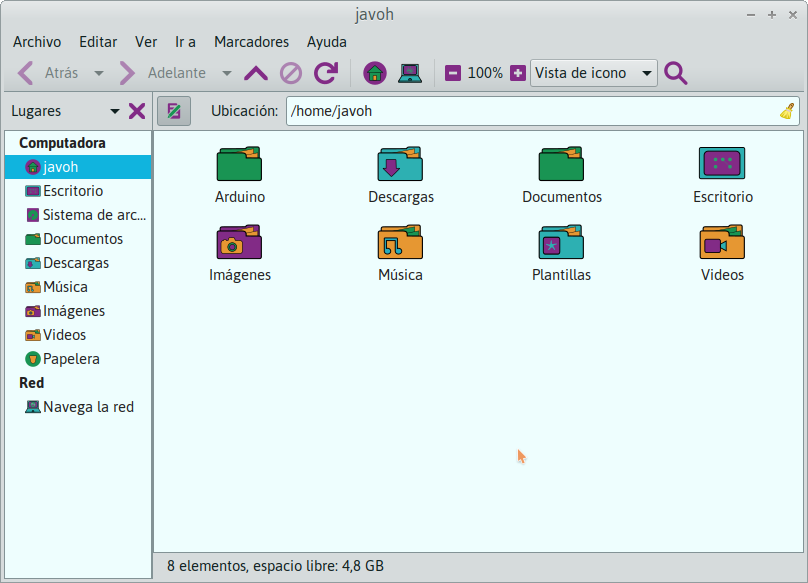 javoh
Archivo Editar Ver Ir a Marcadores Ayuda
Atrás Adelante 100% Vista de icono
Lugares Ubicación: /home/javoh
Computadora
javoh
Escritorio
Sistema de arc...
Documentos
Descargas
Música
Imágenes
Videos
Papelera
Red
Navega la red
Arduino Descargas Documentos Escritorio
Imágenes Música Plantillas Videos
8 elementos, espacio libre: 4,8 GB